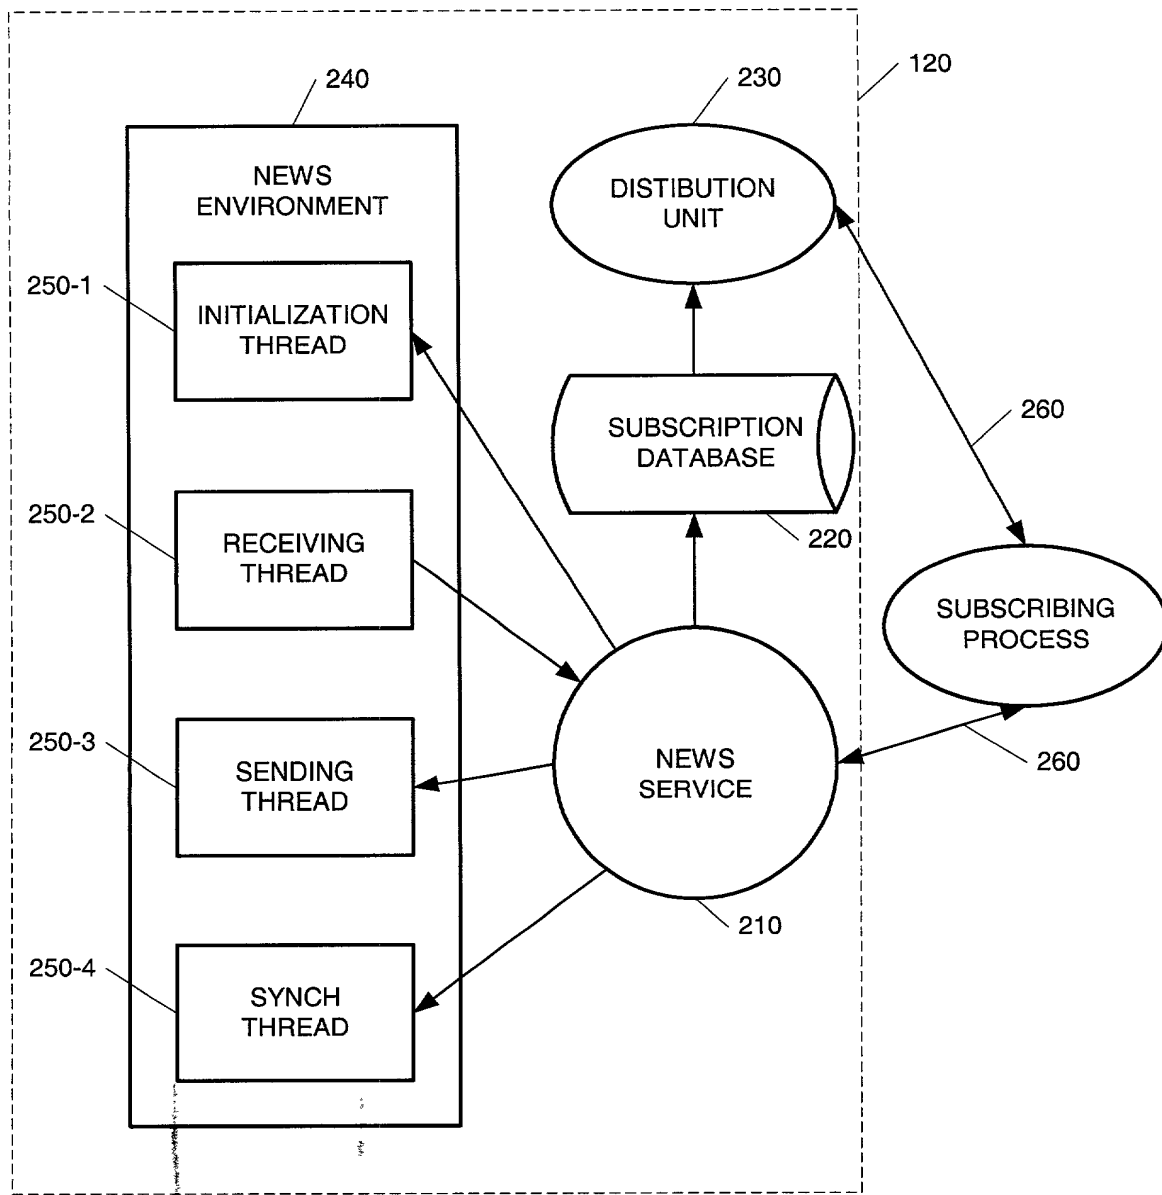 120
240
230
NEWS
ENVIRONMENT
DISTIBUTION
UNIT
250-1
INITIALIZATION
THREAD
260
SUBSCRIPTION
DATABASE
250-2
220
RECEIVING
THREAD
SUBSCRIBING
PROCESS
250-3
SENDING
THREAD
NEWS
SERVICE
260
210
250-4
SYNCH
THREAD